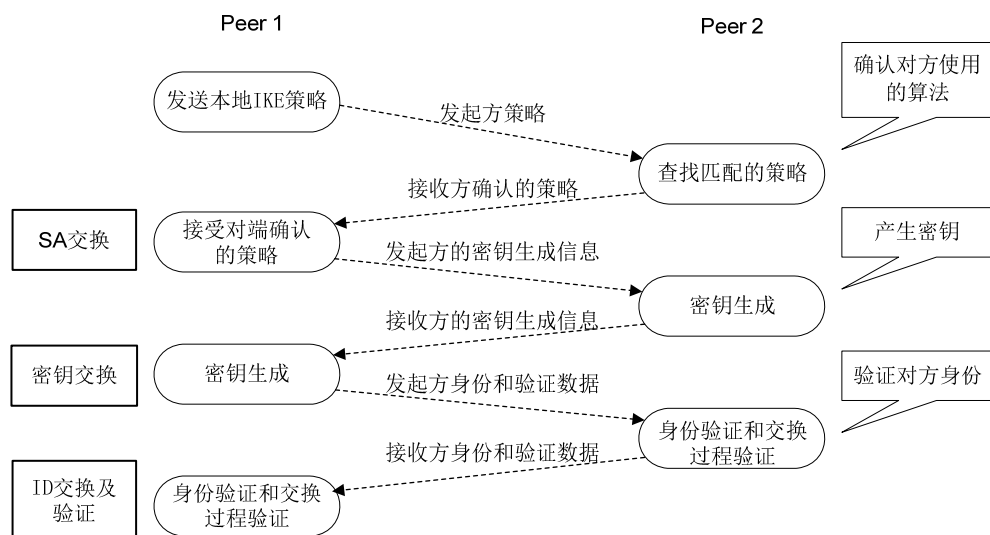 Peer 1
Peer 2
发送本地IKE策略
发起方策略
确认对方使用
的算法
查找匹配的策略
接收方确认的策略
SA交换
接受对端确认
的策略
发起方的密钥生成信息
产生密钥
密钥生成
接收方的密钥生成信息
密钥交换
密钥生成
发起方身份和验证数据
验证对方身份
身份验证和交换
过程验证
接收方身份和验证数据
ID交换及
验证
身份验证和交换
过程验证